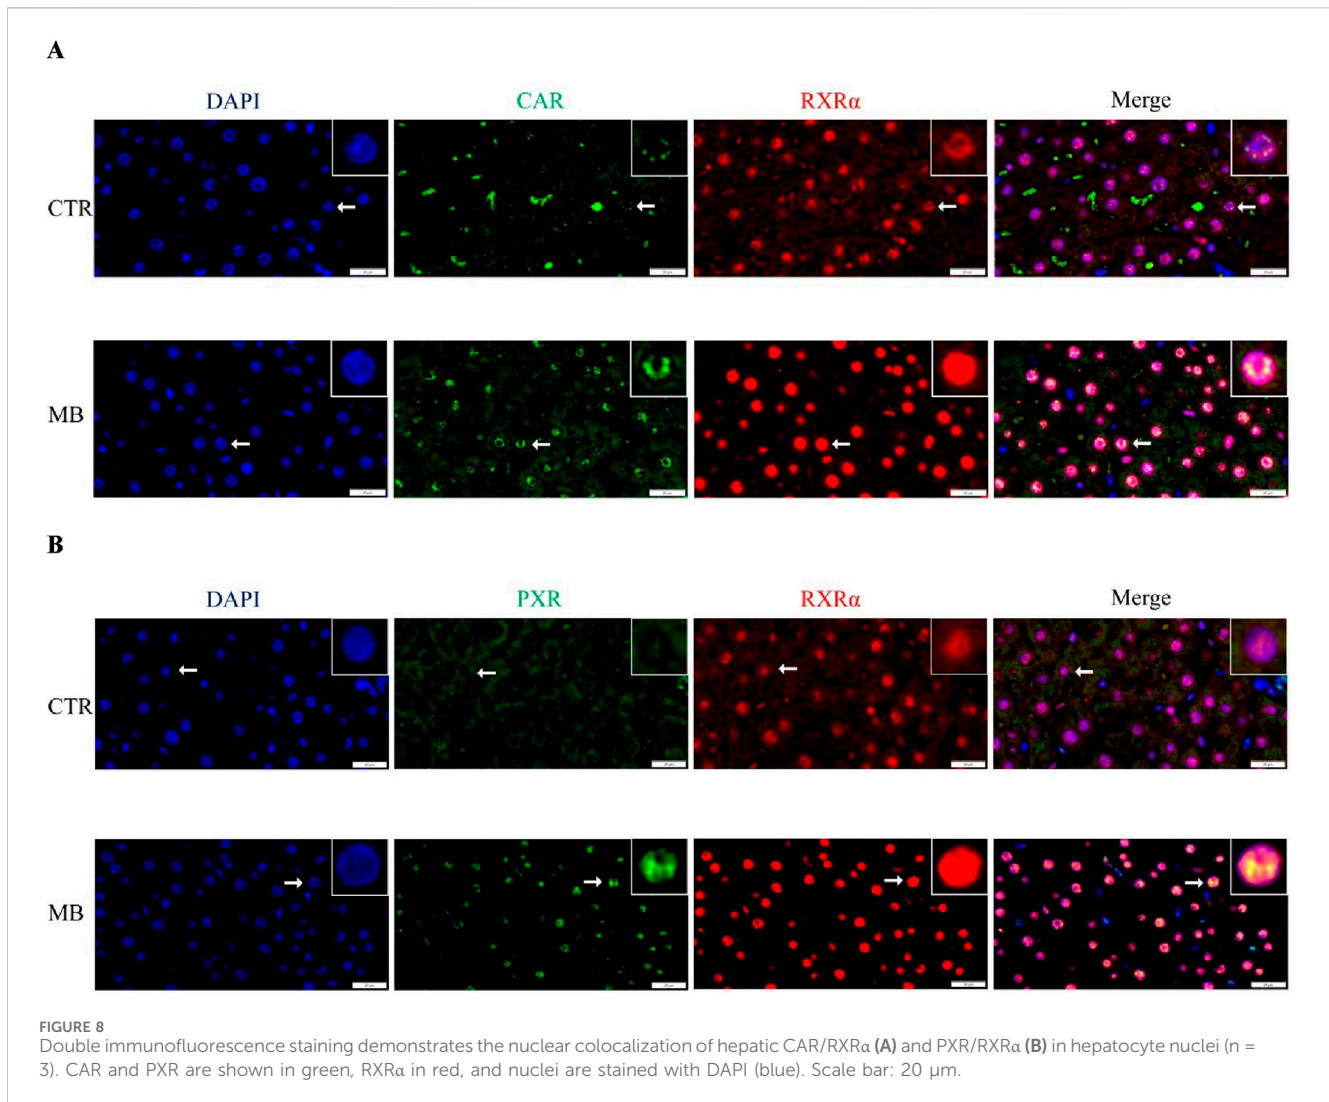 A
DAPI CAR RXRα Merge
CTR
MB
B
DAPI PXR RXRα Merge
CTR
MB
FIGURE 8
Double immunofluorescence staining demonstrates the nuclear colocalization of hepatic CAR/RXRα (A) and PXR/RXRα (B) in hepatocyte nuclei (n =
3). CAR and PXR are shown in green, RXRα in red, and nuclei are stained with DAPI (blue). Scale bar: 20 μm.